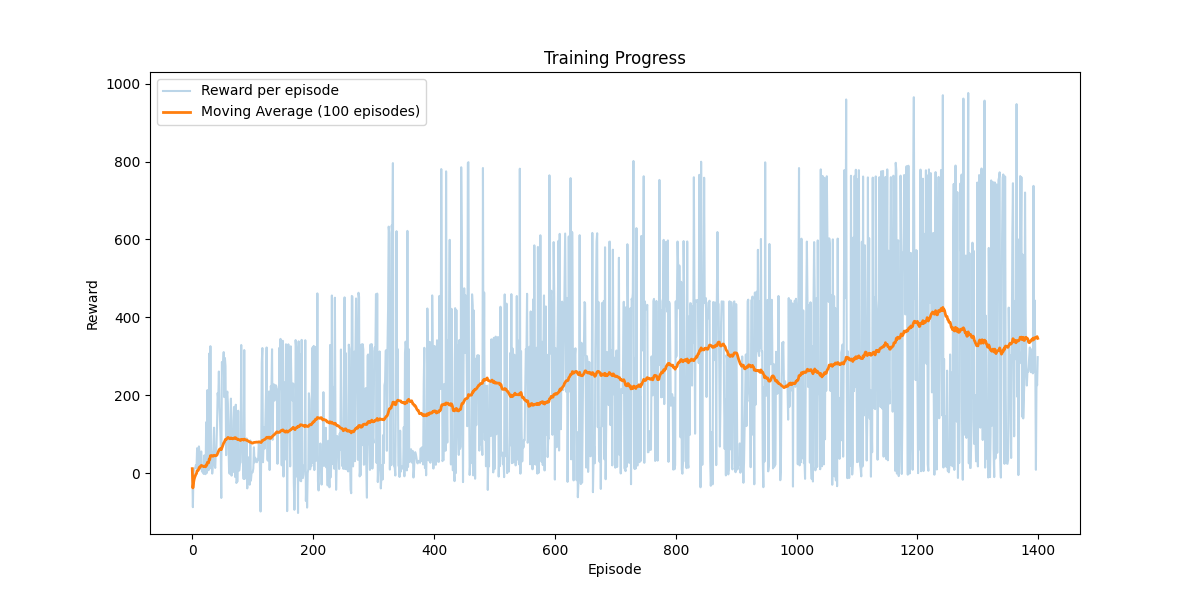 Training Progress
Reward per episode
Moving Average (100 episodes)
1000
800
600
400
200
0
Reward
0 200 400 600 800 1000 1200 1400
Episode